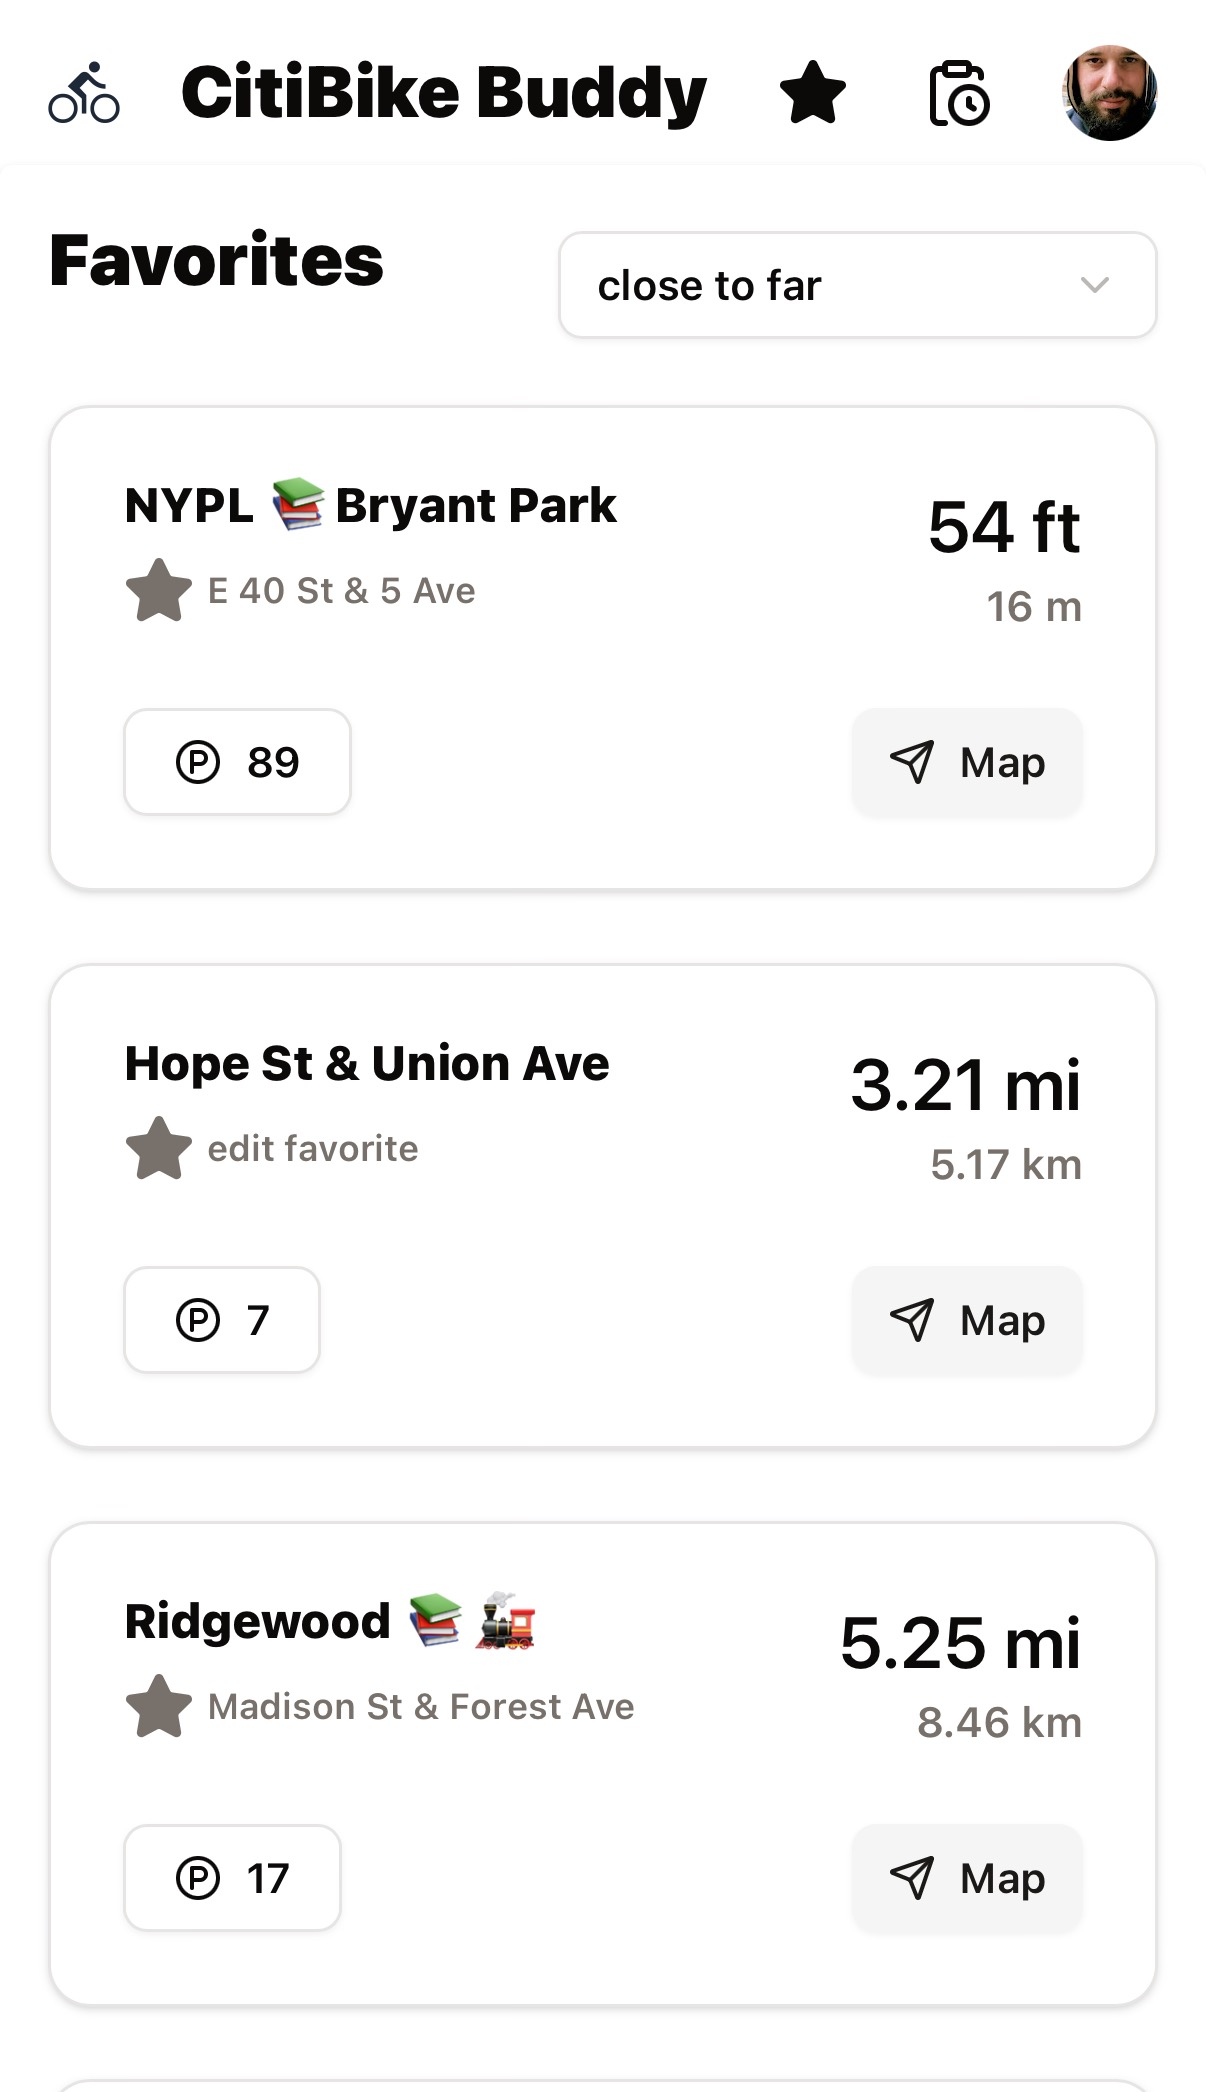 CitiBike Buddy
Favorites
close to far
NYPL 📚 Bryant Park
54 ft
E 40 St & 5 Ave
16 m
P 89
Map
Hope St & Union Ave
3.21 mi
edit favorite
5.17 km
P 7
Map
Ridgewood 📚 🚂
5.25 mi
Madison St & Forest Ave
8.46 km
P 17
Map